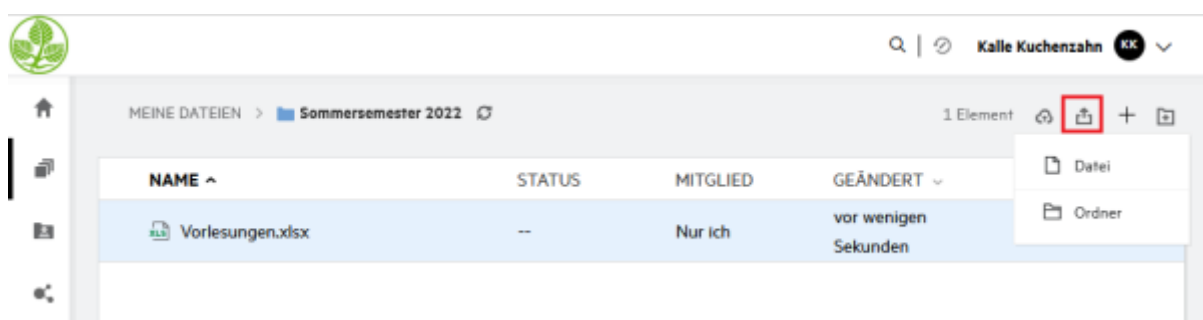 Kalle Kuchenzahn KK
MEINE DATEIEN > Sommersemester 2022
1 Element
Datei
Ordner
NAME STATUS MITGLIED GEÄNDERT
XLS Vorlesungen.xlsx -- Nur ich vor wenigen
Sekunden